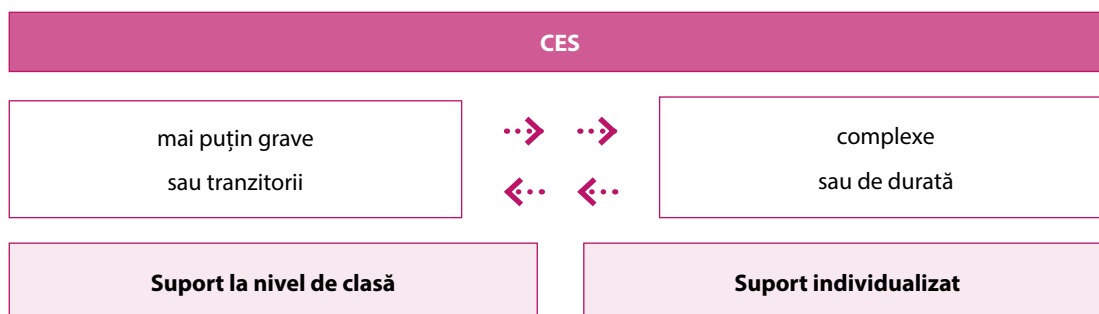 CES
mai puțin grave
sau tranzitorii
complexe
sau de durată
Suport la nivel de clasă
Suport individualizat